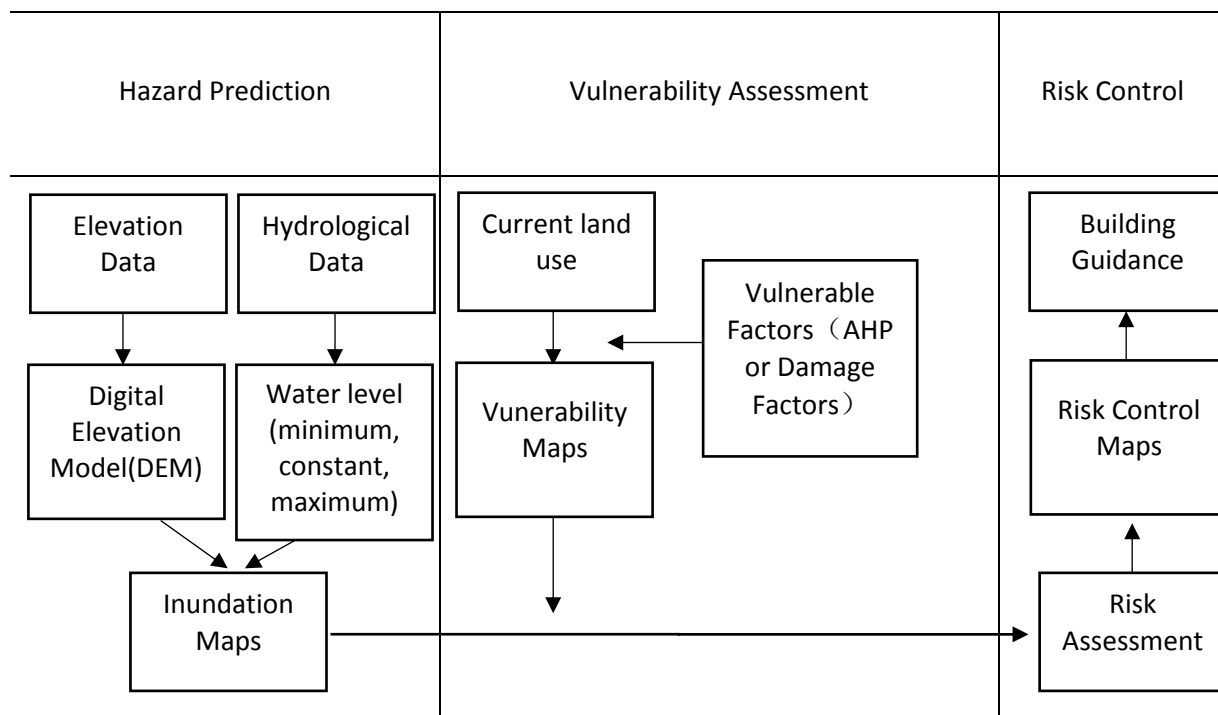 Hazard Prediction
Vulnerability Assessment
Risk Control
Elevation
Data
Hydrological
Data
Current land
use
Vulnerable
Factors（AHP
or Damage
Factors）
Building
Guidance
Digital
Elevation
Model(DEM)
Water level
(minimum,
constant,
maximum)
Vunerability
Maps
Risk Control
Maps
Inundation
Maps
Risk
Assessment